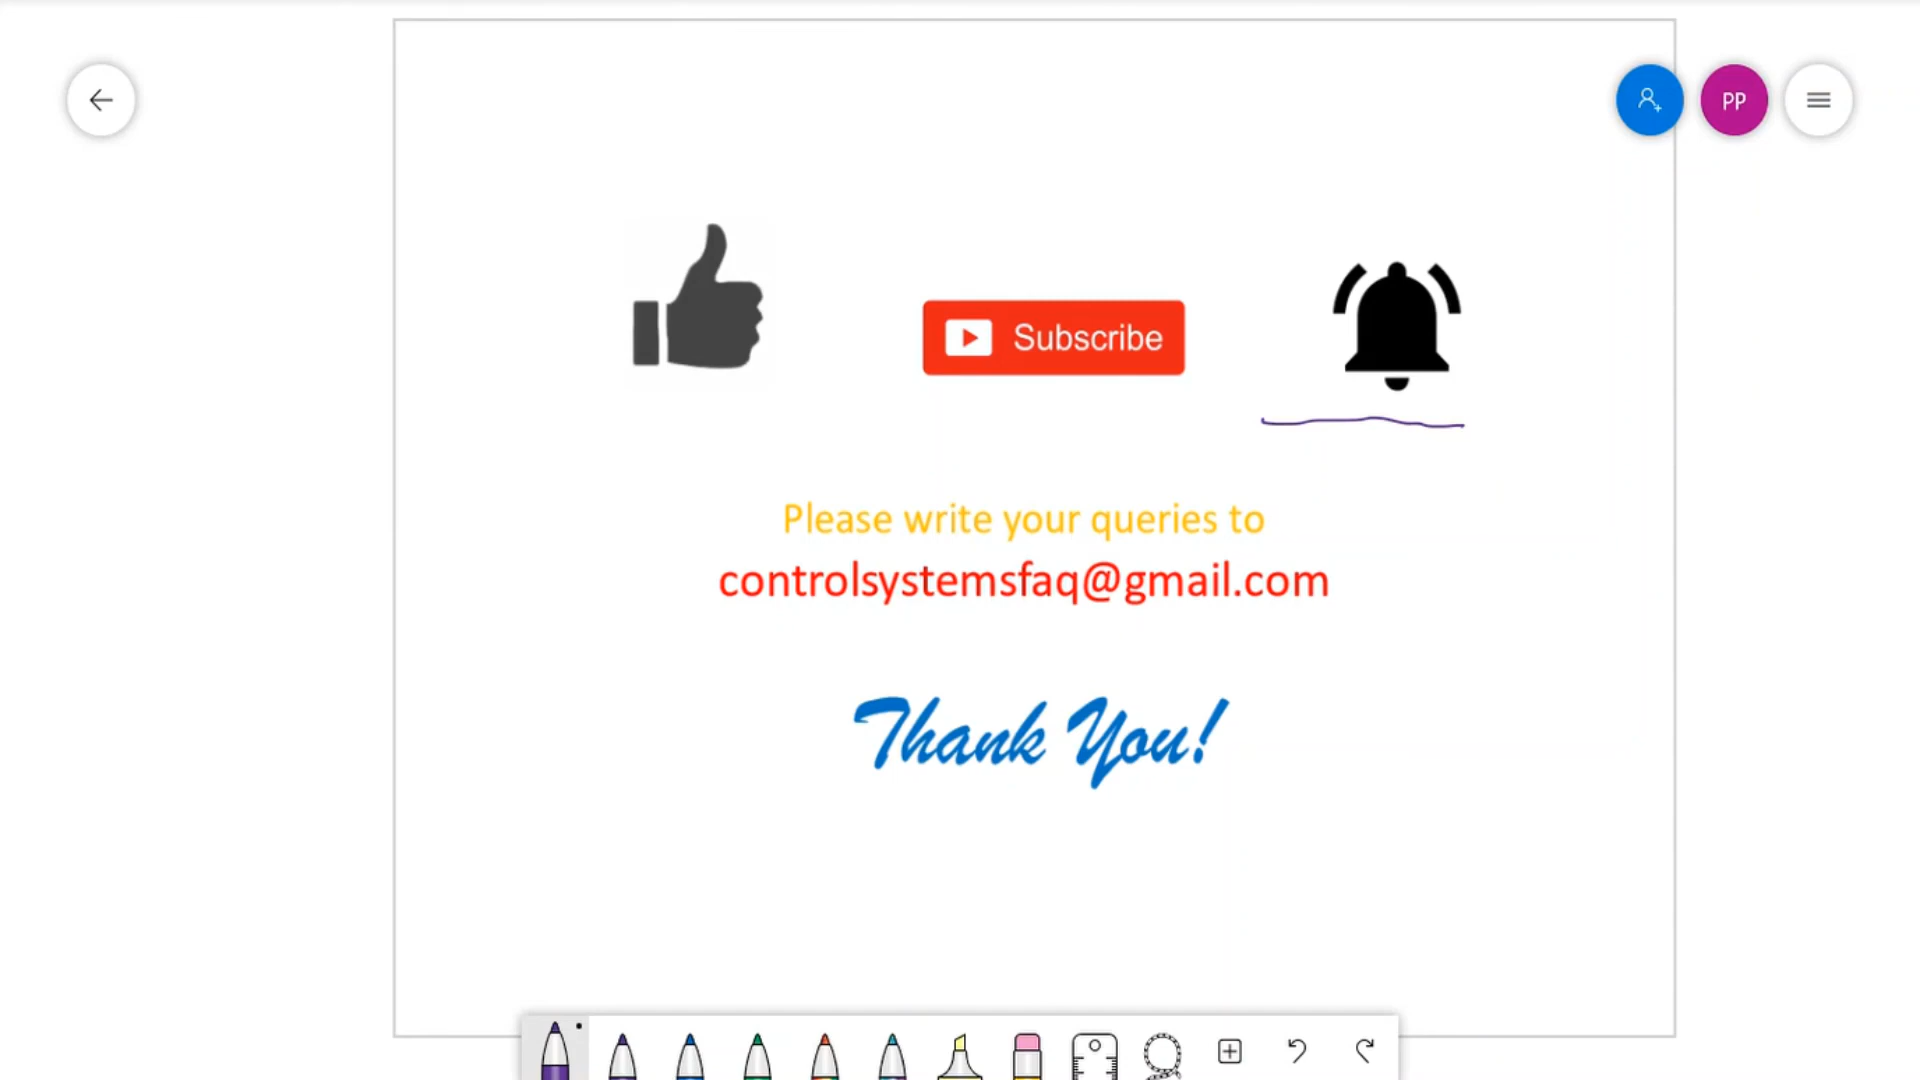 PP
Subscribe
Please write your queries to
controlsystemsfaq@gmail.com
Thank You!